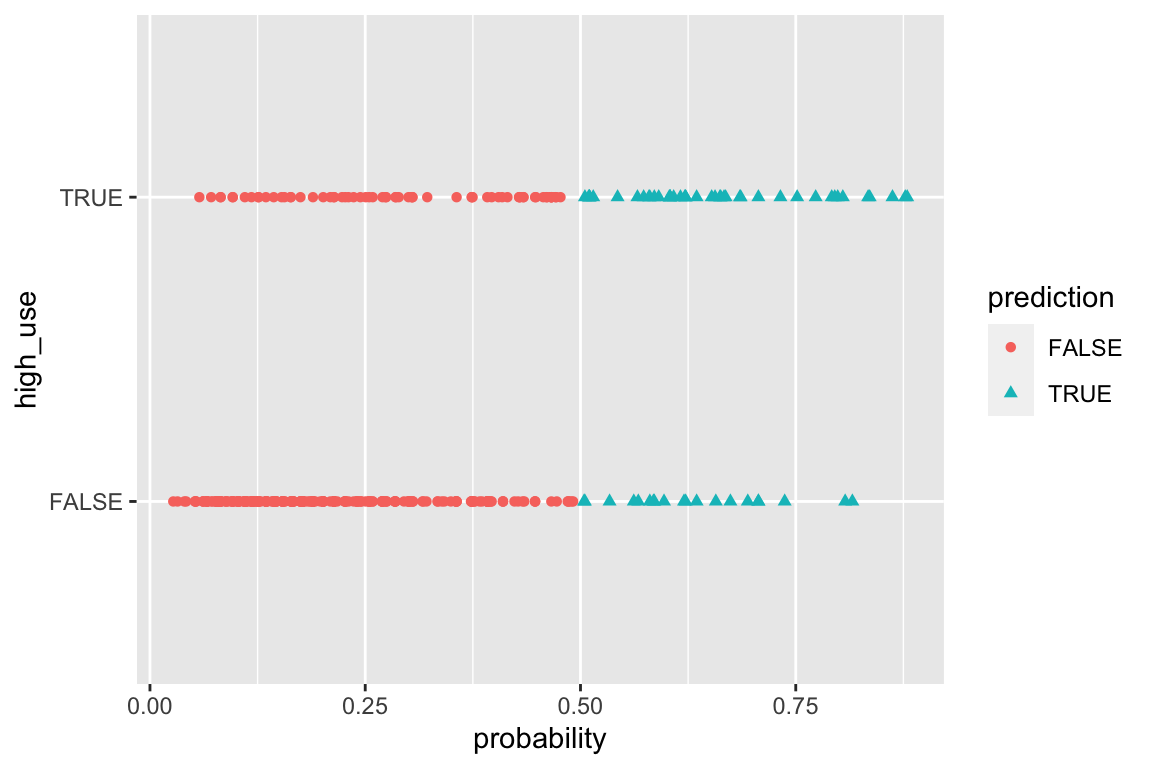 high_use
TRUE
FALSE
0.00 0.25 0.50 0.75
probability
prediction
FALSE
TRUE